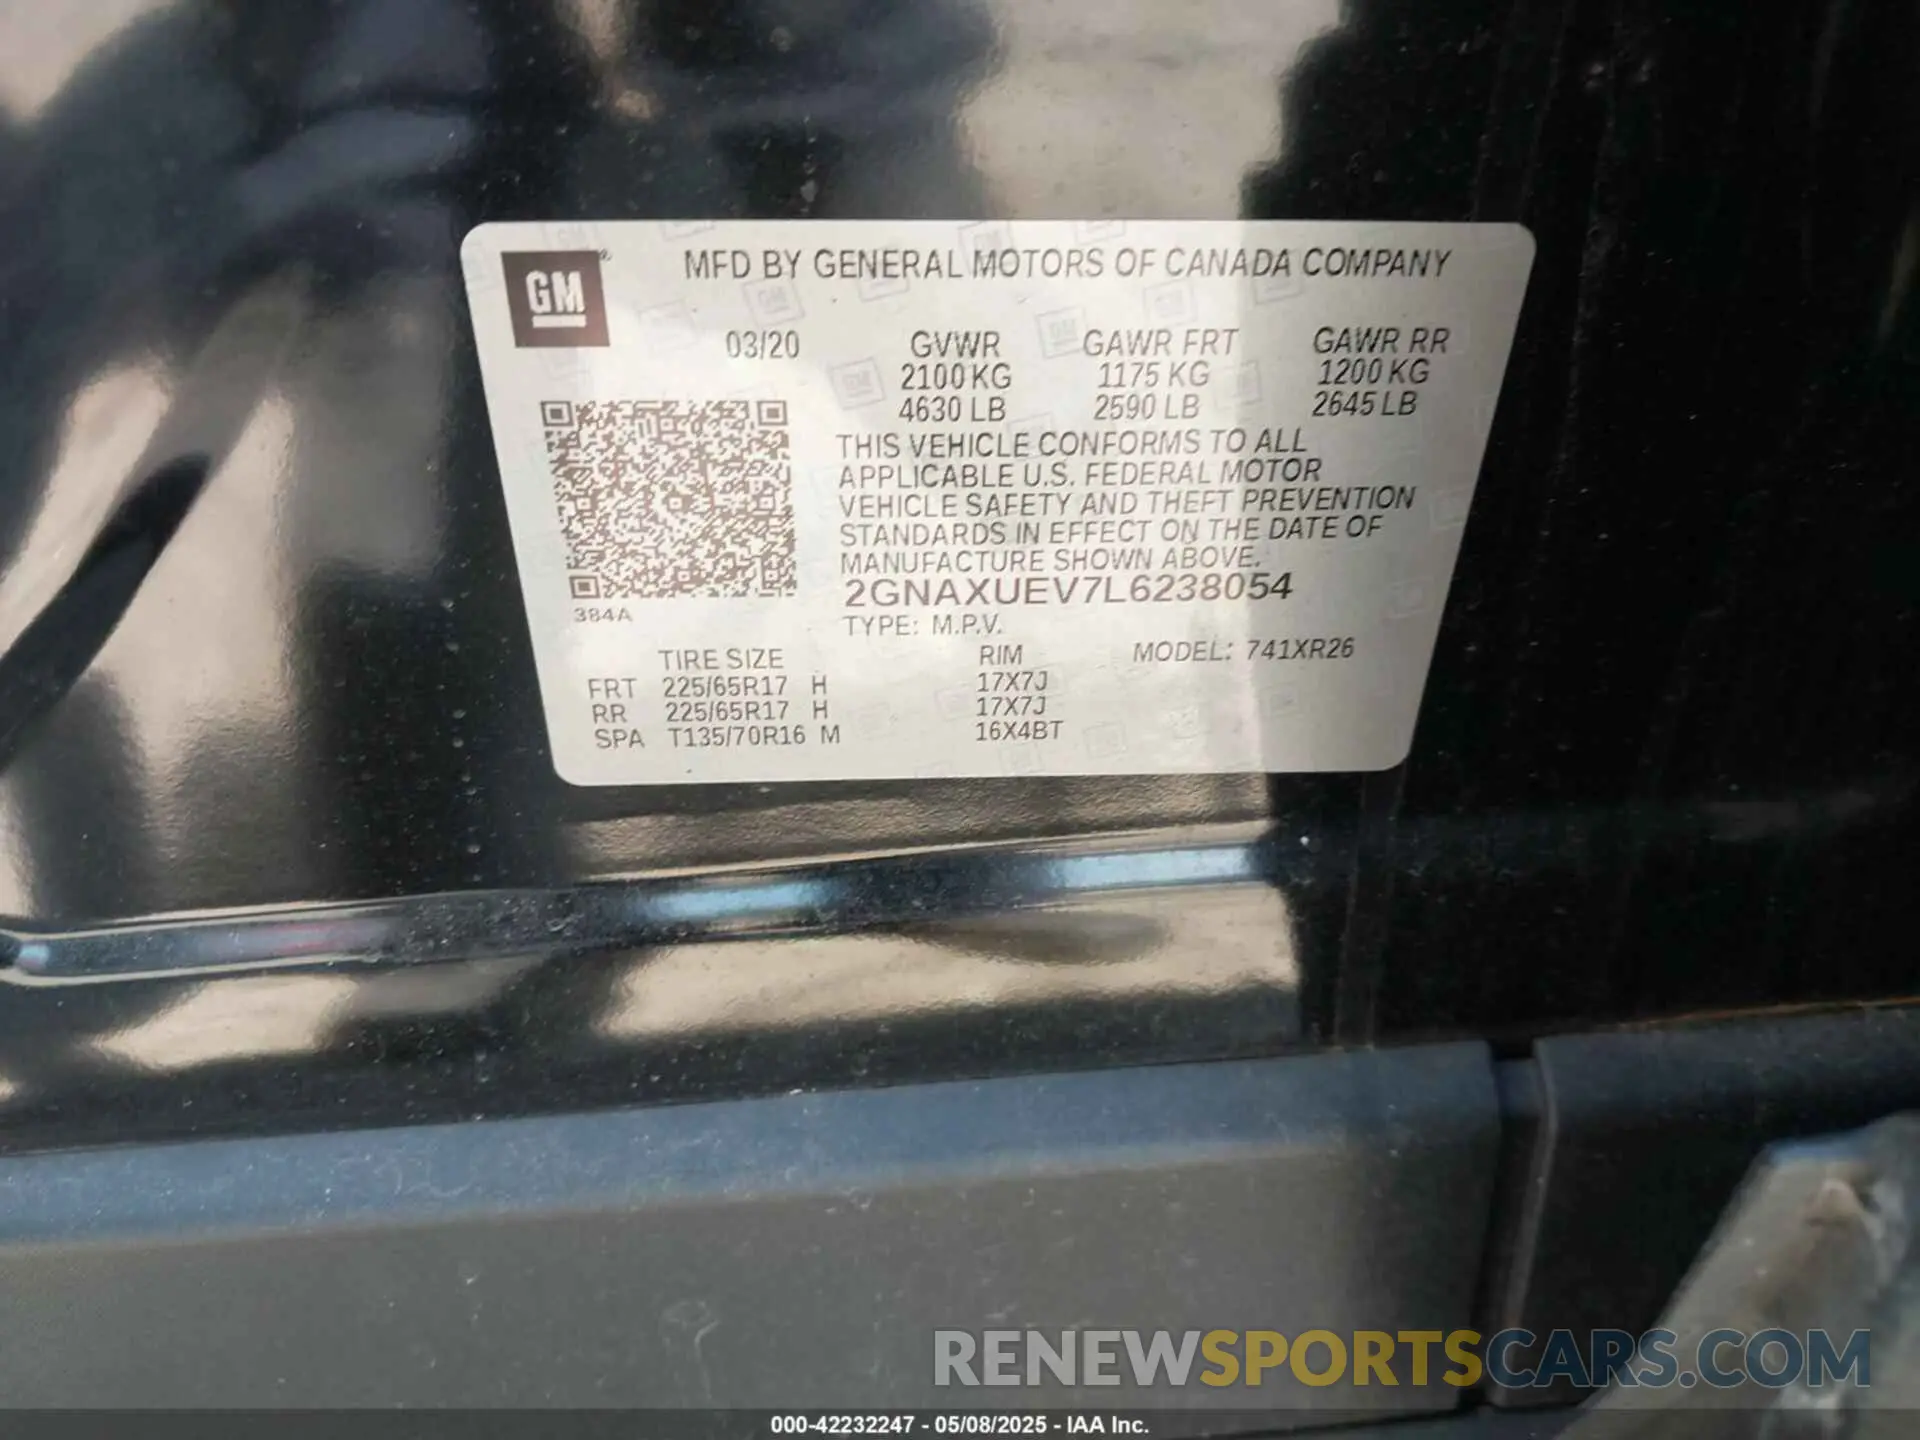 GM ®
MFD BY GENERAL MOTORS OF CANADA COMPANY
03/20 GVWR GAWR FRT GAWR RR
2100 KG 1175 KG 1200 KG
4630 LB 2590 LB 2645 LB
THIS VEHICLE CONFORMS TO ALL
APPLICABLE U.S. FEDERAL MOTOR
VEHICLE SAFETY AND THEFT PREVENTION
STANDARDS IN EFFECT ON THE DATE OF
MANUFACTURE SHOWN ABOVE.
2GNAXUEV7L6238054
384A
TYPE: M.P.V.
TIRE SIZE RIM MODEL: 741XR26
FRT 225/65R17 H 17X7J
RR 225/65R17 H 17X7J
SPA T135/70R16 M 16X4BT
RENEWSPORTSCARS.COM
000-42232247 - 05/08/2025 - IAA Inc.